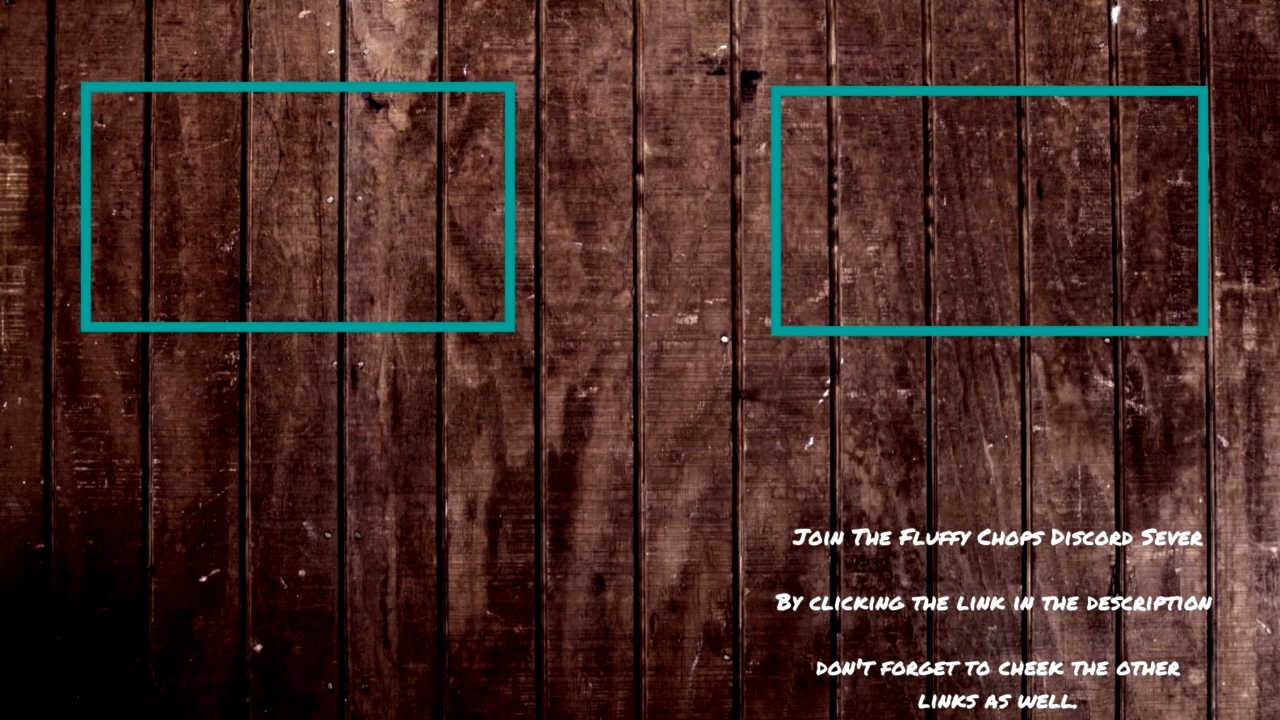 Join The Fluffy Chops Discord Sever
By clicking the link in the description
don't forget to cheek the other
links as well.